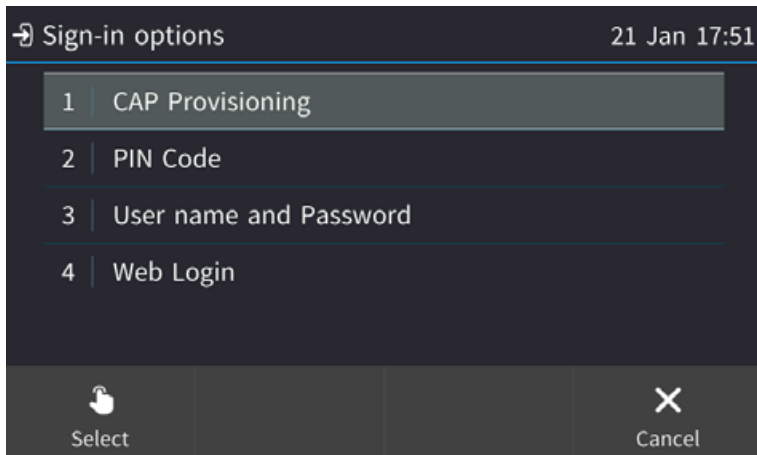 Sign-in options 21 Jan 17:51
1 CAP Provisioning
2 PIN Code
3 User name and Password
4 Web Login
Select Cancel